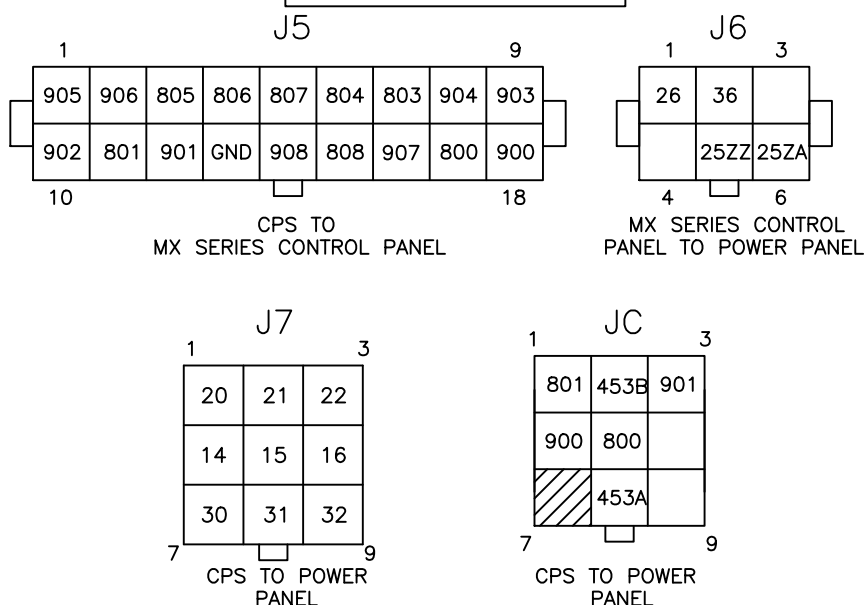 J5
1 9
905 906 805 806 807 804 803 904 903
902 801 901 GND 908 808 907 800 900
10 18
CPS TO
MX SERIES CONTROL PANEL
J6
1 3
26 36
25ZZ 25ZA
4 6
MX SERIES CONTROL
PANEL TO POWER PANEL
J7
1 3
20 21 22
14 15 16
30 31 32
7 9
CPS TO POWER
PANEL
JC
1 3
801 453B 901
900 800
453A
7 9
CPS TO POWER
PANEL